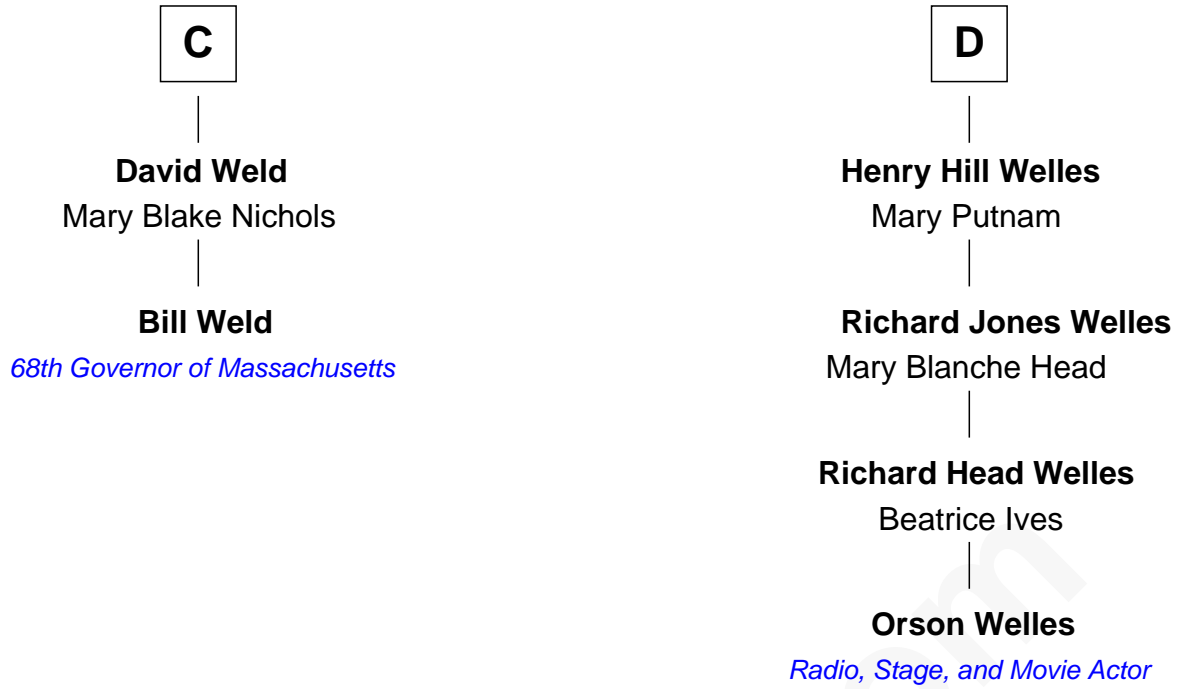 C
David Weld
Mary Blake Nichols
Bill Weld
68th Governor of Massachusetts
D
Henry Hill Welles
Mary Putnam
Richard Jones Welles
Mary Blanche Head
Richard Head Welles
Beatrice Ives
Orson Welles
Radio, Stage, and Movie Actor